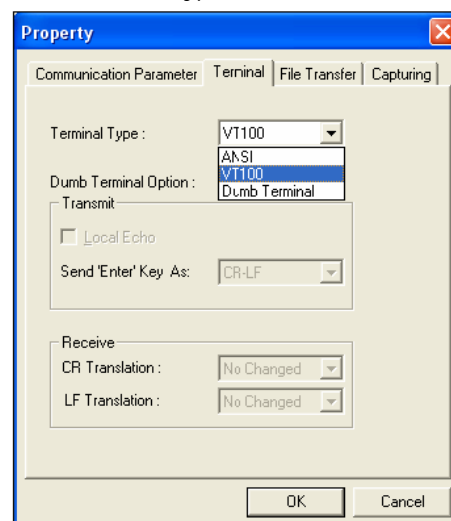 Property
Communication Parameter Terminal File Transfer Capturing
Terminal Type : VT100
ANSI
VT100
Dumb Terminal
Dumb Terminal Option :
Transmit
Local Echo
Send 'Enter' Key As: CR-LF
Receive
CR Translation : No Changed
LF Translation : No Changed
OK Cancel